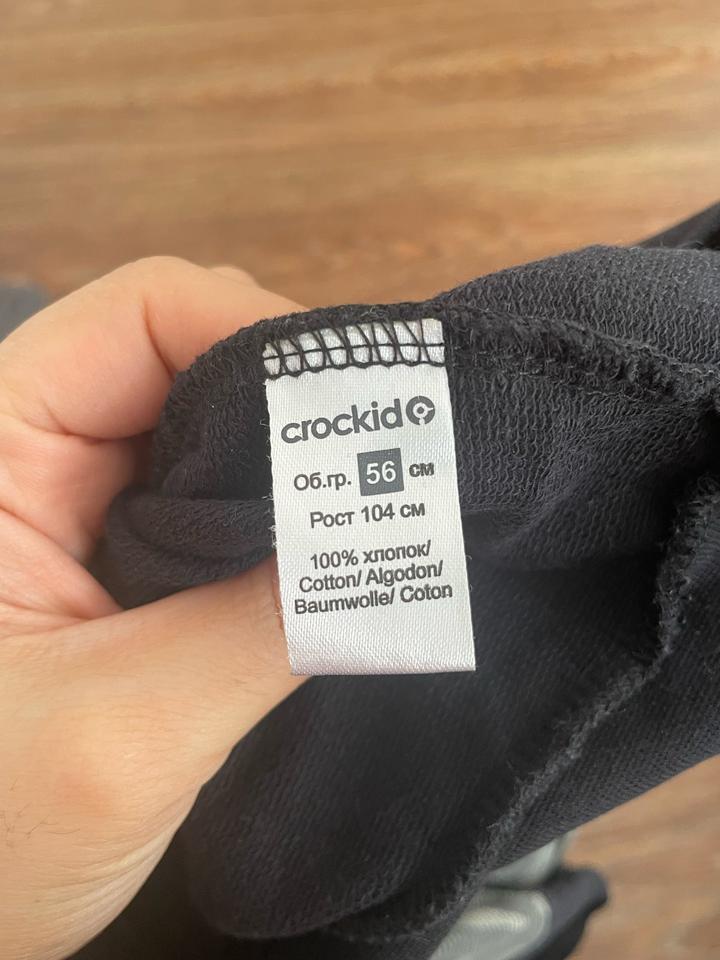 crockid
Об.гр. 56 см
Рост 104 см
100% хлопок/
Cotton/ Algodon/
Baumwolle/ Coton